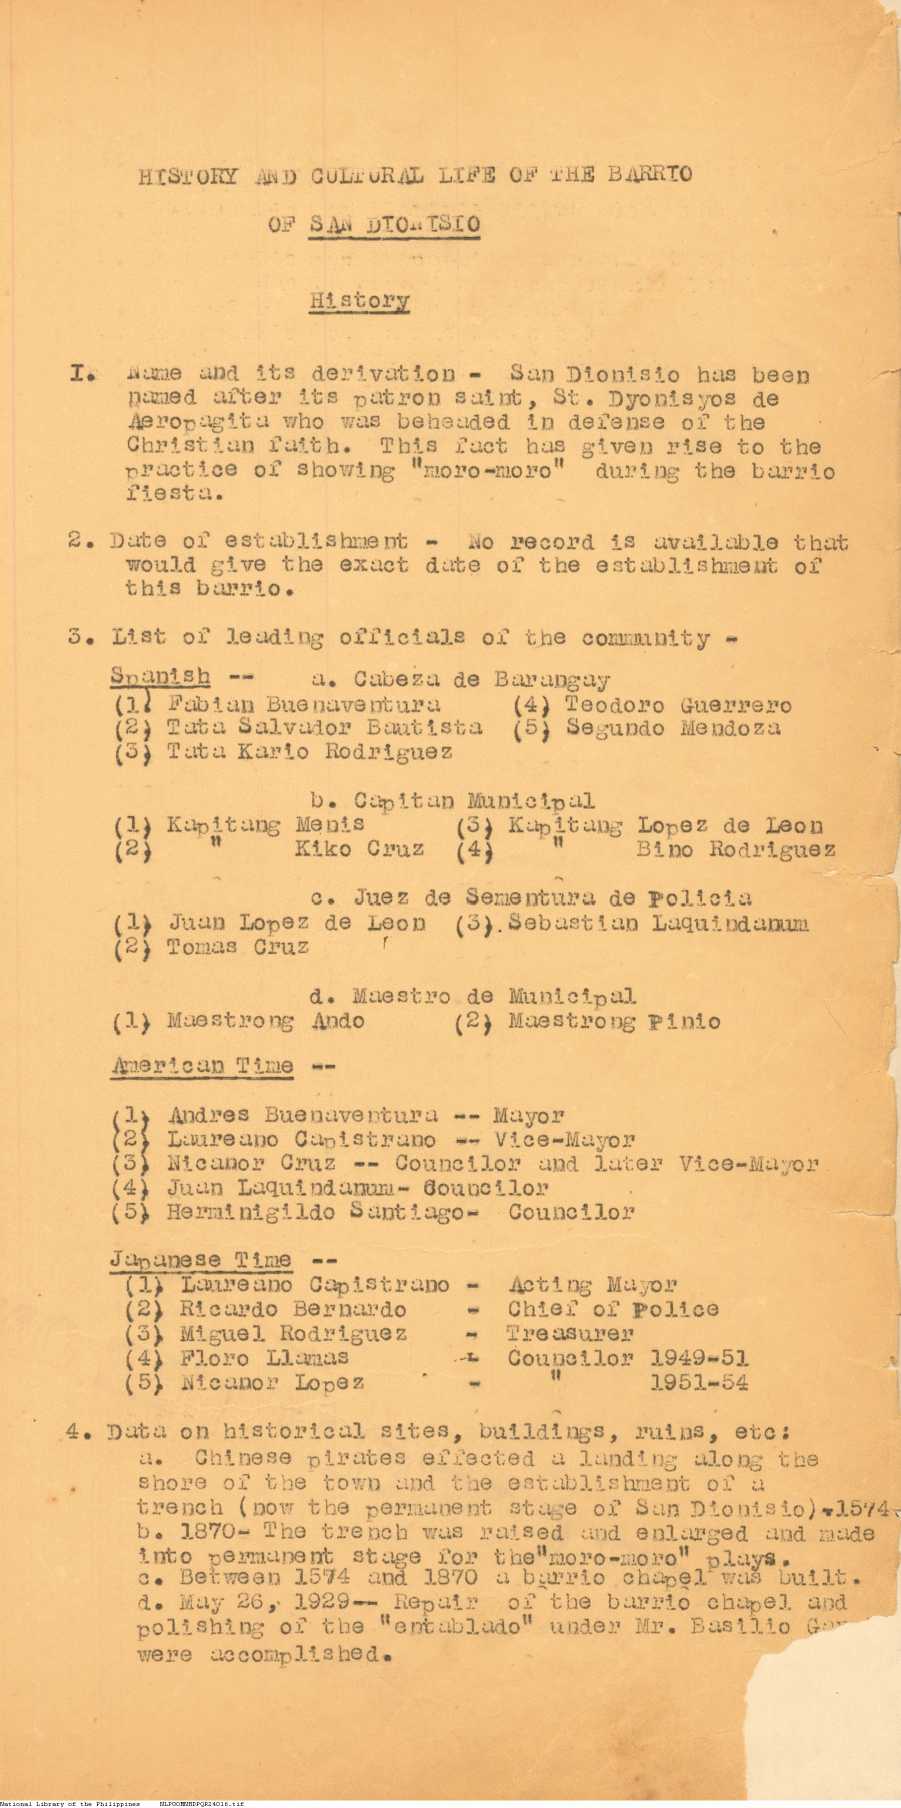 HISTORY AND CULTURAL LIFE OF THE BARRIO
OF SAN DIONISIO
History
I. Name and its derivation - San Dionisio has been
named after its patron saint, St. Dyonisyos de
Aeropagita who was beheaded in defense of the
Christian faith. This fact has given rise to the
practice of showing "moro-moro" during the barrio
fiesta.
2. Date of establishment - No record is available that
would give the exact date of the establishment of
this barrio.
3. List of leading officials of the community -
Spanish -- a. Cabeza de Barangay
(1) Fabian Buenaventura (4) Teodoro Guerrero
(2) Tata Salvador Bautista (5) Segundo Mendoza
(3) Tata Kario Rodriguez
b. Capitan Municipal
(1) Kapitang Menis (3) Kapitang Lopez de Leon
(2) " Kiko Cruz (4) " Bino Rodriguez
c. Juez de Sementura de Policia
(1) Juan Lopez de Leon (3). Sebastian Laquindanum
(2) Tomas Cruz
d. Maestro de Municipal
(1) Maestrong Ando (2) Maestrong Pinio
American Time --
(1) Andres Buenaventura -- Mayor
(2) Laureano Capistrano -- Vice-Mayor
(3) Nicanor Cruz -- Councilor and later Vice-Mayor
(4) Juan Laquindanum- Councilor
(5) Herminigildo Santiago- Councilor
Japanese Time --
(1) Laureano Capistrano - Acting Mayor
(2) Ricardo Bernardo - Chief of Police
(3) Miguel Rodriguez - Treasurer
(4) Floro Llamas - Councilor 1949-51
(5) Nicanor Lopez - " 1951-54
4. Data on historical sites, buildings, ruins, etc:
a. Chinese pirates effected a landing along the
shore of the town and the establishment of a
trench (now the permanent stage of San Dionisio)-1574-
b. 1870- The trench was raised and enlarged and made
into permanent stage for the"moro-moro" plays.
c. Between 1574 and 1870 a barrio chapel was built.
d. May 26, 1929-- Repair of the barrio chapel and
polishing of the "entablado" under Mr. Basilio
were accomplished.
National Library of the Philippines NLPGOMNHDPQR24016.tif